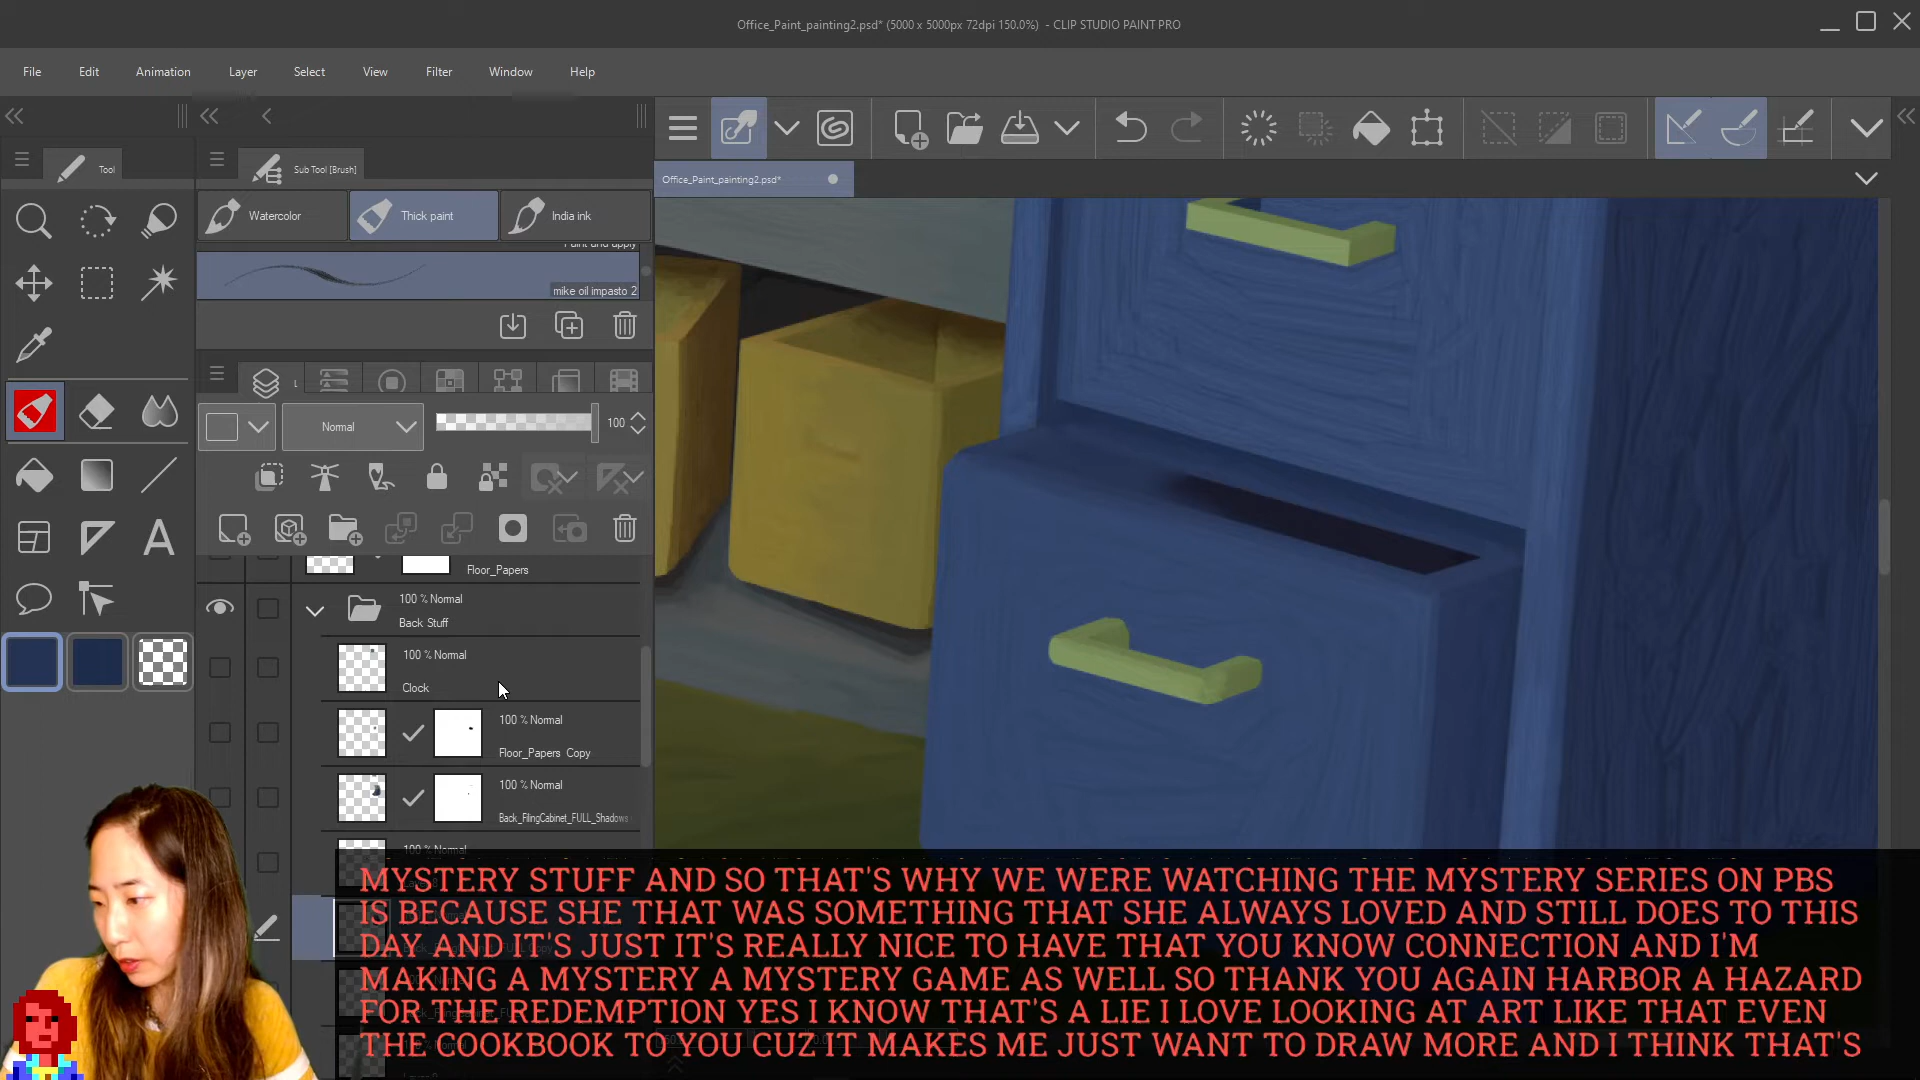 Office_Paint_painting2.psd* (5000 x 5000px 72dpi 150.0%) - CLIP STUDIO PAINT PRO
File Edit Animation Layer Select View Filter Window Help
Tool
Sub Tool [Brush]
Office_Paint_painting2.psd*
Watercolor Thick paint India ink
Paint and apply
mike oil impasto 2
Normal 100
Floor_Papers
100 % Normal
Back Stuff
100 % Normal
Clock
100 % Normal
Floor_Papers Copy
100 % Normal
Back_FilingCabinet_FULL_Shadows
100 % Normal
MYSTERY STUFF AND SO THAT'S WHY WE WERE WATCHING THE MYSTERY SERIES ON PBS
IS BECAUSE SHE THAT WAS SOMETHING THAT SHE ALWAYS LOVED AND STILL DOES TO THIS
DAY AND IT'S JUST IT'S REALLY NICE TO HAVE THAT YOU KNOW CONNECTION AND I'M
MAKING A MYSTERY A MYSTERY GAME AS WELL SO THANK YOU AGAIN HARBOR A HAZARD
FOR THE REDEMPTION YES I KNOW THAT'S A LIE I LOVE LOOKING AT ART LIKE THAT EVEN
THE COOKBOOK TO YOU CUZ IT MAKES ME JUST WANT TO DRAW MORE AND I THINK THAT'S